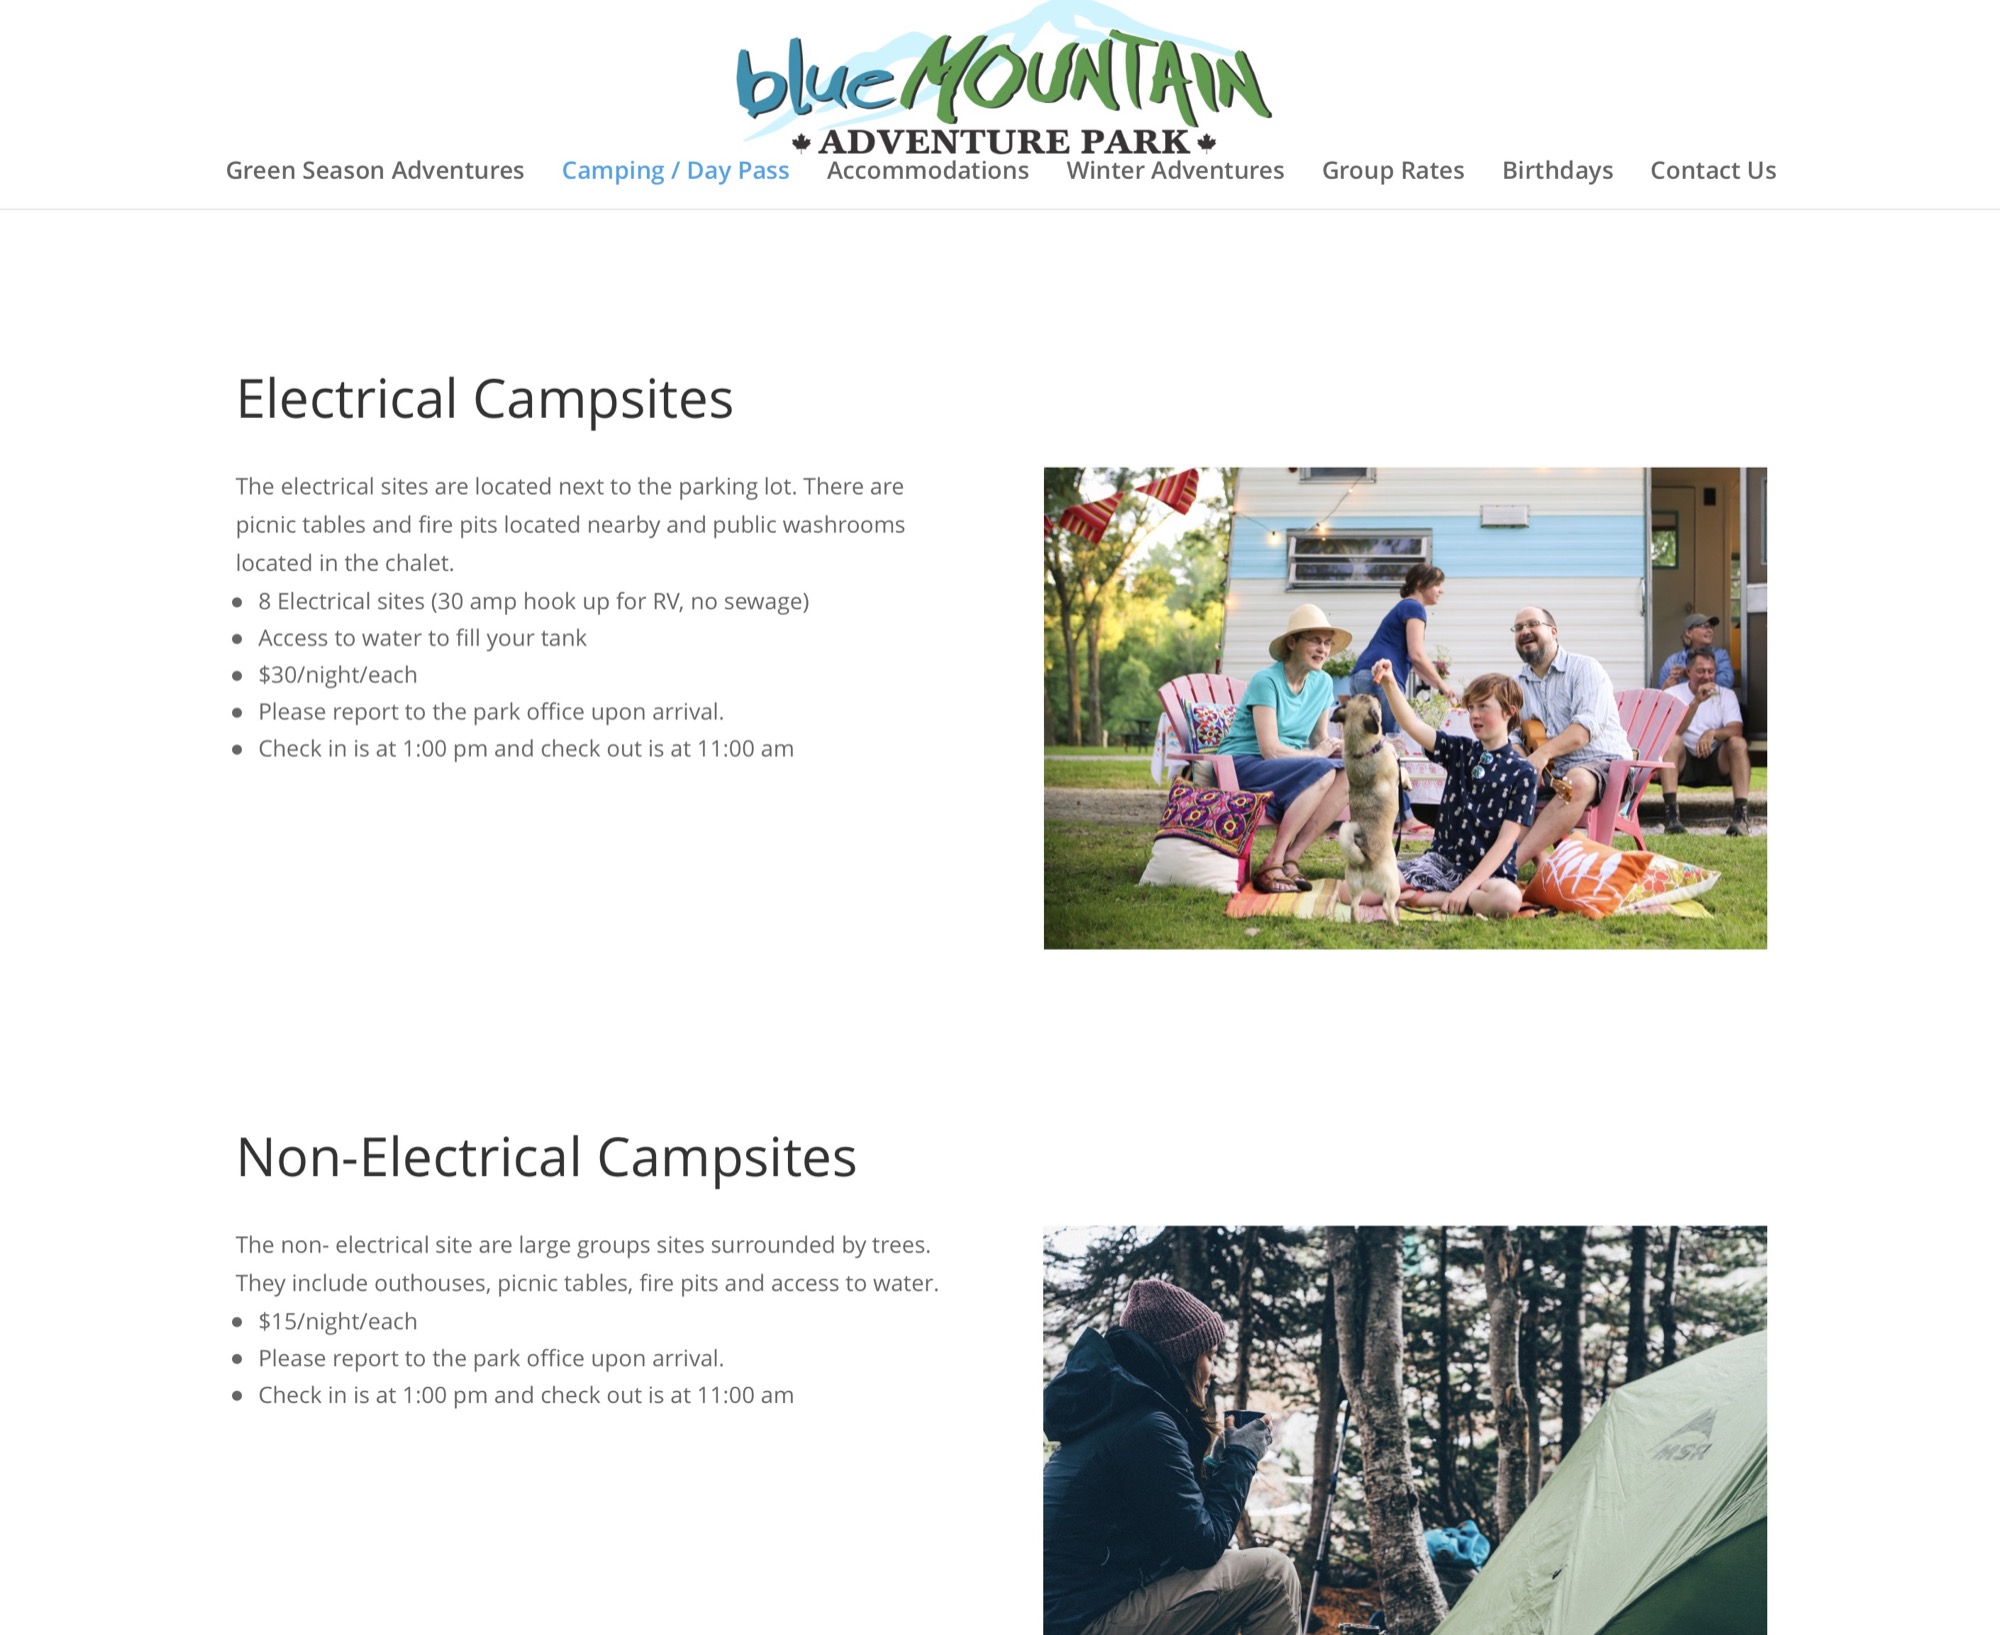 blue MOUNTAIN
ADVENTURE PARK
Green Season Adventures Camping / Day Pass Accommodations Winter Adventures Group Rates Birthdays Contact Us
Electrical Campsites
The electrical sites are located next to the parking lot. There are
picnic tables and fire pits located nearby and public washrooms
located in the chalet.
8 Electrical sites (30 amp hook up for RV, no sewage)
Access to water to fill your tank
$30/night/each
Please report to the park office upon arrival.
Check in is at 1:00 pm and check out is at 11:00 am
Non-Electrical Campsites
The non- electrical site are large groups sites surrounded by trees.
They include outhouses, picnic tables, fire pits and access to water.
$15/night/each
Please report to the park office upon arrival.
Check in is at 1:00 pm and check out is at 11:00 am
MSR